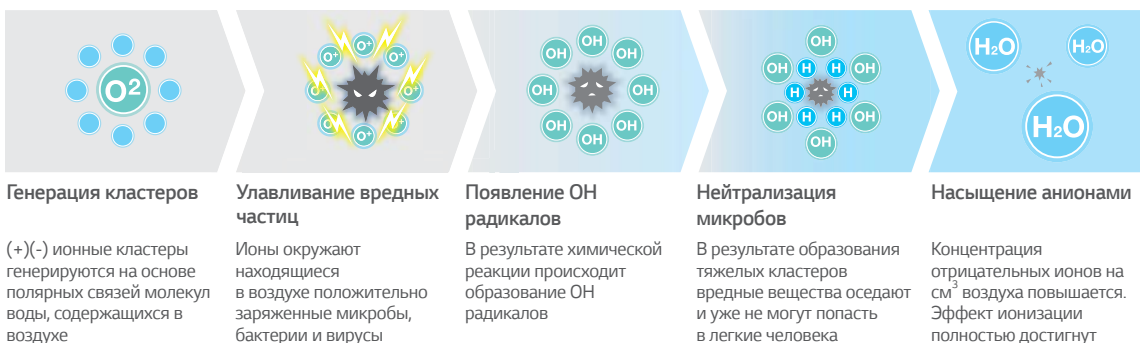 O²
O⁺ O⁺ O⁺
O⁺ O⁺
O⁺ O⁺ O⁺
OH OH OH
OH OH
OH OH OH
OH
OH H H OH
H H
OH H H OH
OH
H₂O H₂O
H₂O
Генерация кластеров
(+)(-) ионные кластеры
генерируются на основе
полярных связей молекул
воды, содержащихся в
воздухе
Улавливание вредных
частиц
Ионы окружают
находящиеся
в воздухе положительно
заряженные микробы,
бактерии и вирусы
Появление ОН
радикалов
В результате химической
реакции происходит
образование ОН
радикалов
Нейтрализация
микробов
В результате образования
тяжелых кластеров
вредные вещества оседают
и уже не могут попасть
в легкие человека
Насыщение анионами
Концентрация
отрицательных ионов на
см³ воздуха повышается.
Эффект ионизации
полностью достигнут